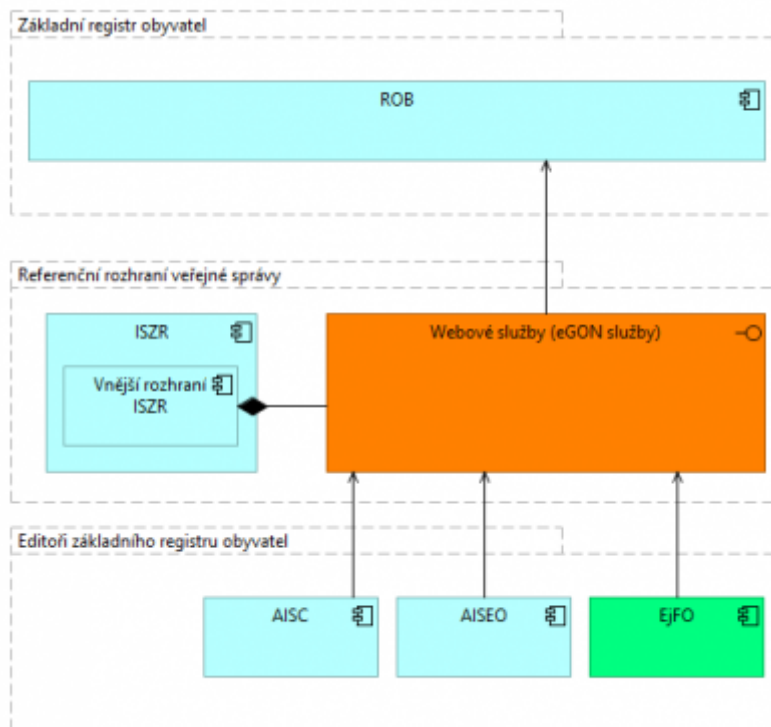 Základní registr obyvatel
ROB
Referenční rozhraní veřejné správy
ISZR
Vnější rozhraní
ISZR
Webové služby (eGON služby)
Editoři základního registru obyvatel
AISC
AISEO
EjFO